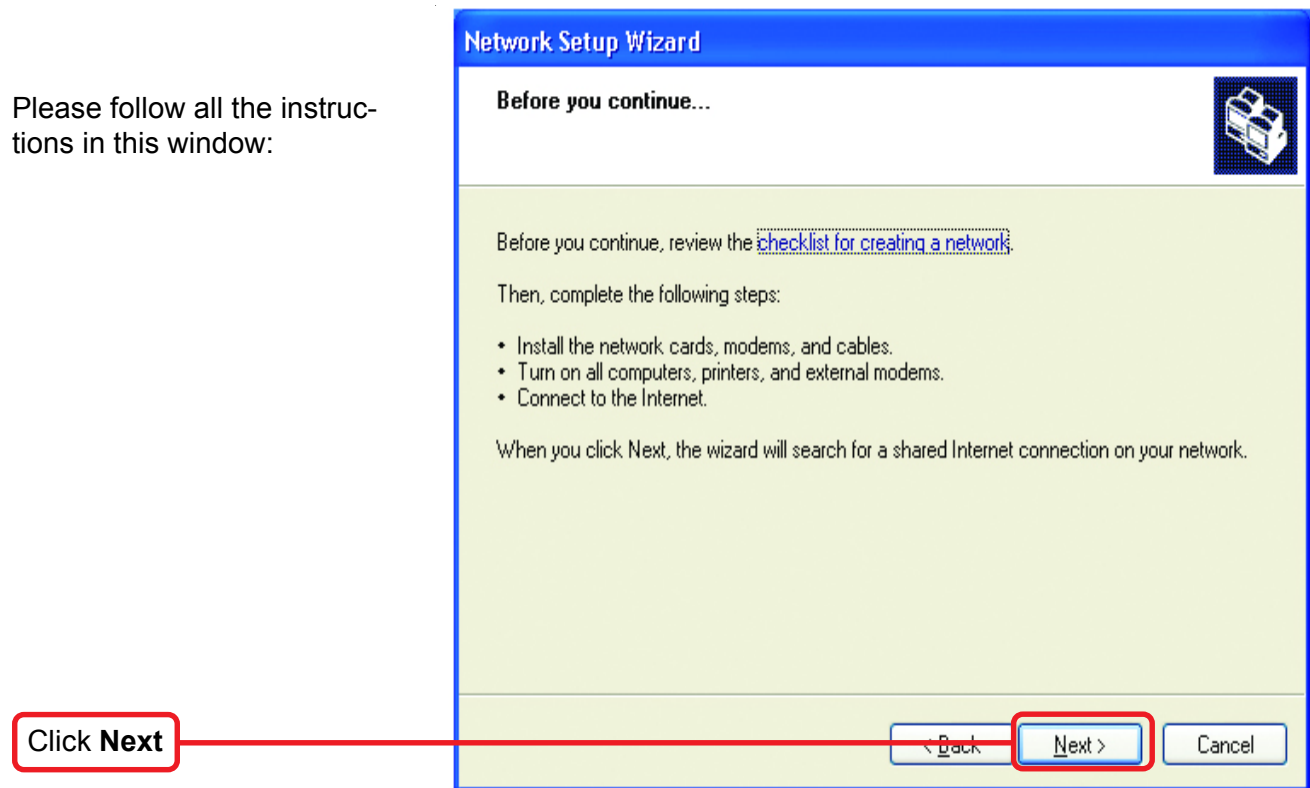 Network Setup Wizard
Please follow all the instruc-
tions in this window:
Before you continue...
Before you continue, review the checklist for creating a network.
Then, complete the following steps:
• Install the network cards, modems, and cables.
• Turn on all computers, printers, and external modems.
• Connect to the Internet.
When you click Next, the wizard will search for a shared Internet connection on your network.
Click Next
< Back
Next >
Cancel